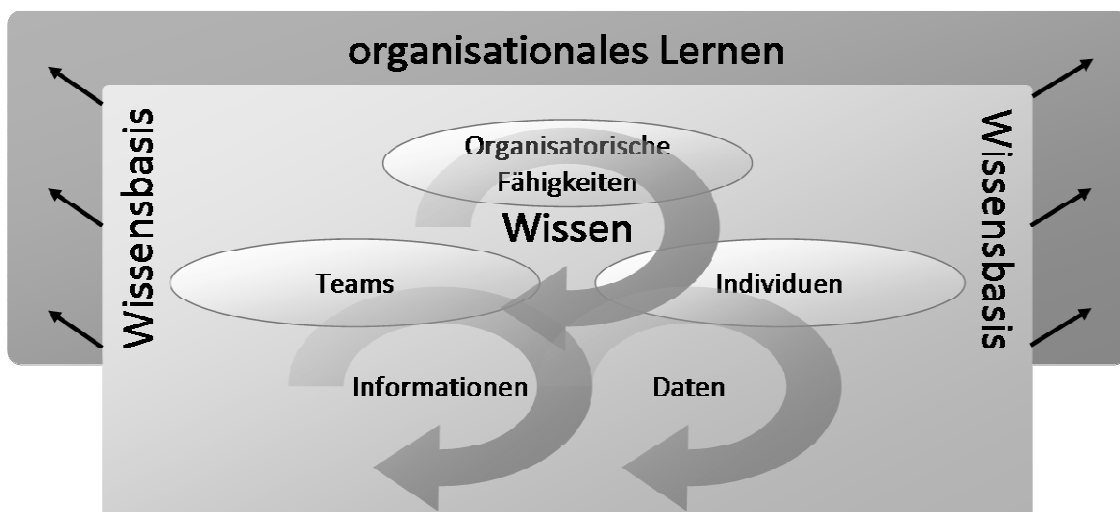 organisationales Lernen
Wissensbasis
Wissensbasis
Organisatorische
Fähigkeiten
Wissen
Teams
Individuen
Informationen
Daten